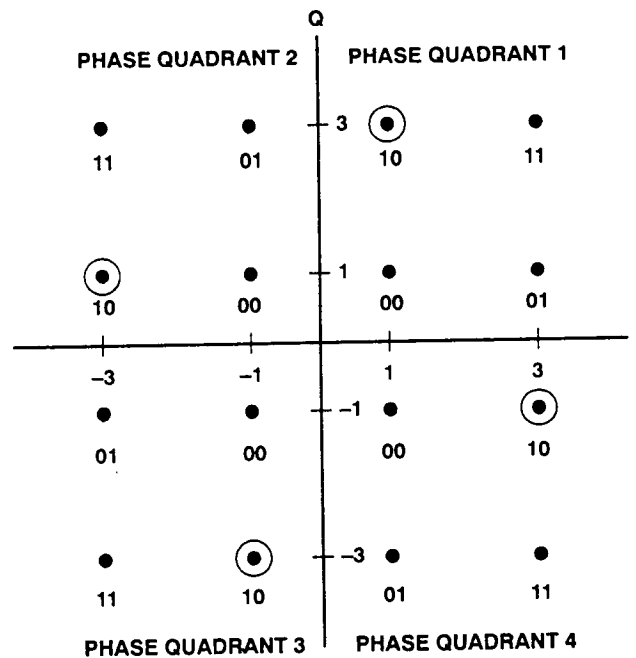 Q
PHASE QUADRANT 2 PHASE QUADRANT 1
3
11 01 10 11
1
10 00 00 01
–3 –1 1 3
–1
01 00 00 10
–3
11 10 01 11
PHASE QUADRANT 3 PHASE QUADRANT 4